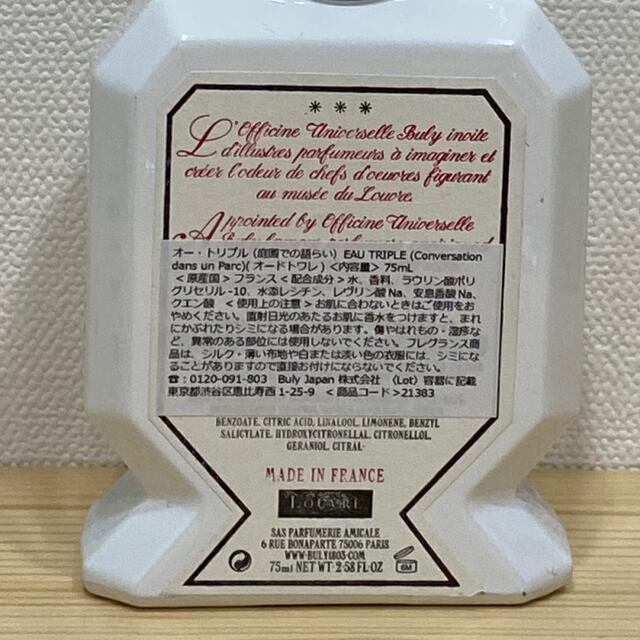 ***
L'Officine Universelle Buly invite
d'illustres parfumeurs à imaginer et
créer l'odeur de chefs d'oeuvres figurant
au musée du Louvre.
Appointed by Officine Universelle
オー・トリプル (庭園での語らい) EAU TRIPLE (Conversation
dans un Parc)( オードトワレ ) <内容量> 75mL
< 原産国 > フランス < 配合成分 > 水、香料、ラウリン酸ポリ
グリセリル-10、水添レシチン、レヴリン酸 Na、安息香酸 Na、
クエン酸 < 使用上の注意 > お肌に合わないときはご使用をお
やめください。直射日光のあたるお肌に香水をつけますと、まれ
にかぶれたりシミになる場合があります。傷やはれもの・湿疹な
ど、異常のある部位には使用しないでください。フレグランス商
品は、シルク・薄い布地や白または淡い色の衣服には、シミにな
ることがありますので直接お付けにならないでください。
☎ : 0120-091-803 Buly Japan 株式会社 (Lot) 容器に記載
東京都渋谷区恵比寿西 1-25-9 < 商品コード >21383
BENZOATE, CITRIC ACID, LINALOOL, LIMONENE, BENZYL
SALICYLATE, HYDROXYCITRONELLAL, CITRONELLOL,
GERANIOL, CITRAL.
MADE IN FRANCE
LOUVRE
SAS PARFUMERIE AMICALE
6 RUE BONAPARTE 75006 PARIS
WWW·BULY1803·COM
75ml NET WT·2·58 FL·OZ
6M